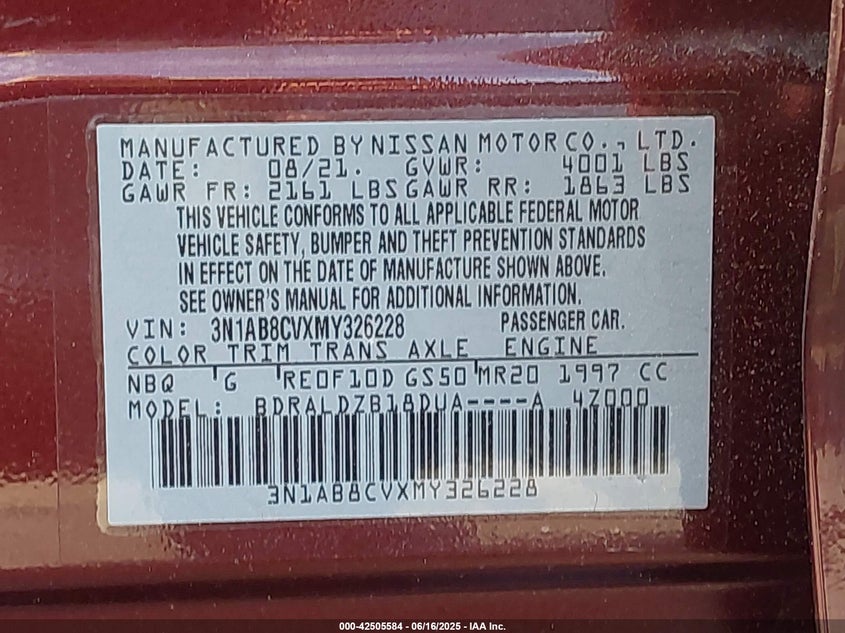 MANUFACTURED BY NISSAN MOTOR CO., LTD.
DATE: 08/21. GVWR: 4001 LBS
GAWR FR: 2161 LBS GAWR RR: 1863 LBS
THIS VEHICLE CONFORMS TO ALL APPLICABLE FEDERAL MOTOR
VEHICLE SAFETY, BUMPER AND THEFT PREVENTION STANDARDS
IN EFFECT ON THE DATE OF MANUFACTURE SHOWN ABOVE.
SEE OWNER'S MANUAL FOR ADDITIONAL INFORMATION.
VIN: 3N1AB8CVXMY326228 PASSENGER CAR.
COLOR TRIM TRANS AXLE ENGINE
NBQ G RE0F10D GS50 MR20 1997 CC
MODEL: BDRALDZB18DUA----A 4Z000
3N1AB8CVXMY326228
000-42505584 - 06/16/2025 - IAA Inc.